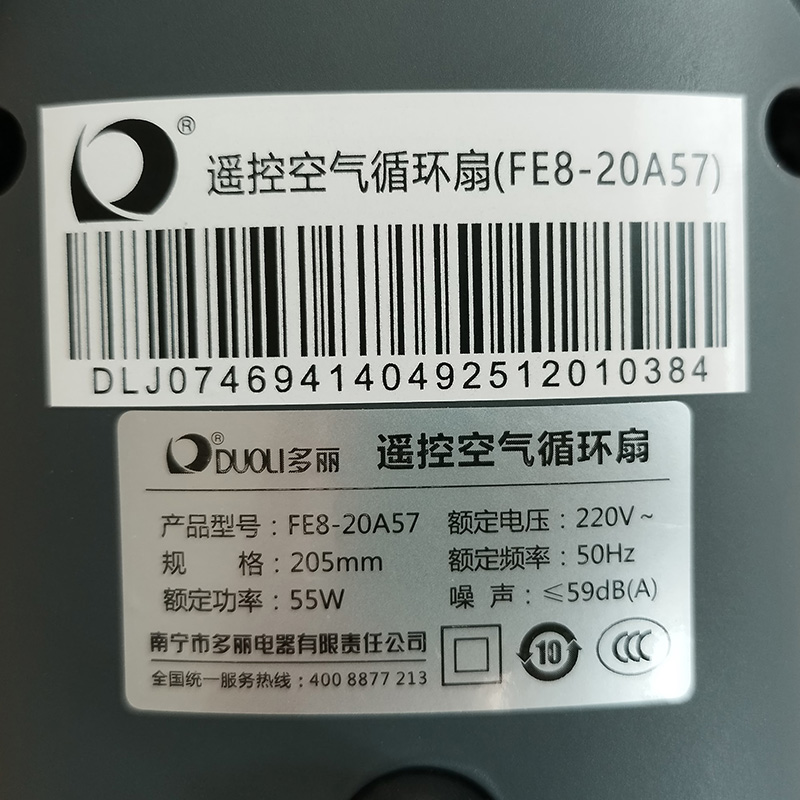 ®
遥控空气循环扇(FE8-20A57)
DLJ074694140492512010384
®DUOLI多丽 遥控空气循环扇
产品型号：FE8-20A57 额定电压：220V~
规 格：205mm 额定频率：50Hz
额定功率：55W 噪 声：≤59dB(A)
南宁市多丽电器有限责任公司
全国统一服务热线：400 8877 213
10
CCC